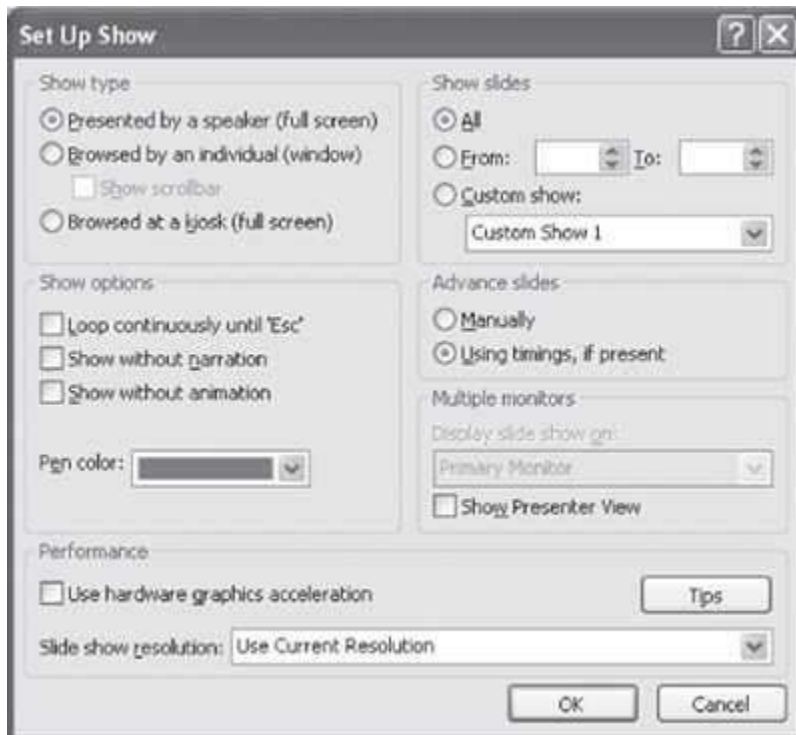 Set Up Show
Show type
Presented by a speaker (full screen)
Browsed by an individual (window)
Show scrollbar
Browsed at a kiosk (full screen)
Show slides
All
From: To:
Custom show:
Custom Show 1
Show options
Loop continuously until 'Esc'
Show without narration
Show without animation
Pen color:
Advance slides
Manually
Using timings, if present
Multiple monitors
Display slide show on:
Primary Monitor
Show Presenter View
Performance
Use hardware graphics acceleration
Tips
Slide show resolution: Use Current Resolution
OK Cancel